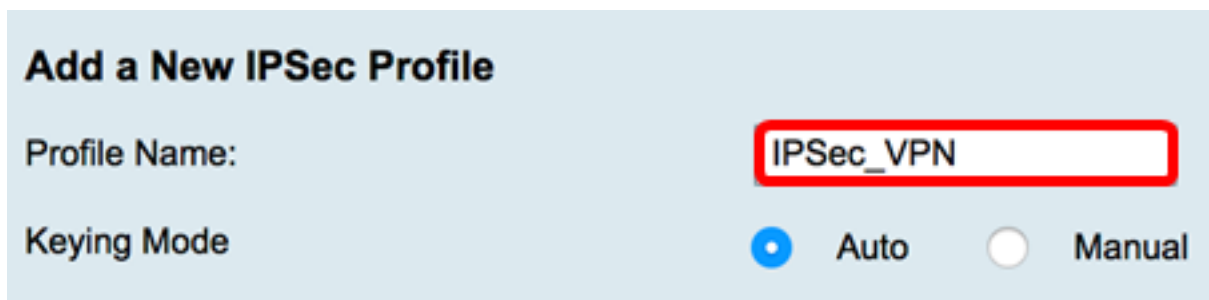 Add a New IPSec Profile
Profile Name: IPSec_VPN
Keying Mode Auto Manual